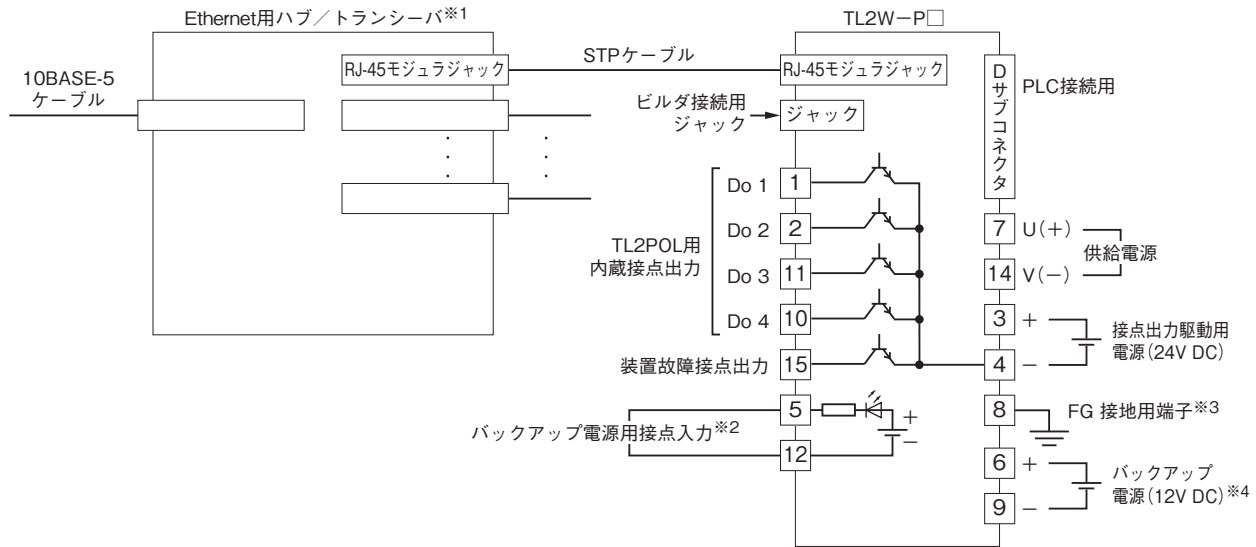 Ethernet用ハブ／トランシーバ※1
TL2W－P□
10BASE-5
ケーブル
RJ-45モジュラジャック
STPケーブル
RJ-45モジュラジャック
Dサブコネクタ
PLC接続用
ビルダ接続用
ジャック
ジャック
TL2POL用
内蔵接点出力
Do 1
1
Do 2
2
Do 3
11
Do 4
10
装置故障接点出力
15
バックアップ電源用接点入力※2
5
＋
－
12
7
U（＋）
供給電源
14
V（－）
3
＋
接点出力駆動用
電源（24V DC）
4
－
8
FG 接地用端子※3
6
＋
バックアップ
電源（12V DC）※4
9
－